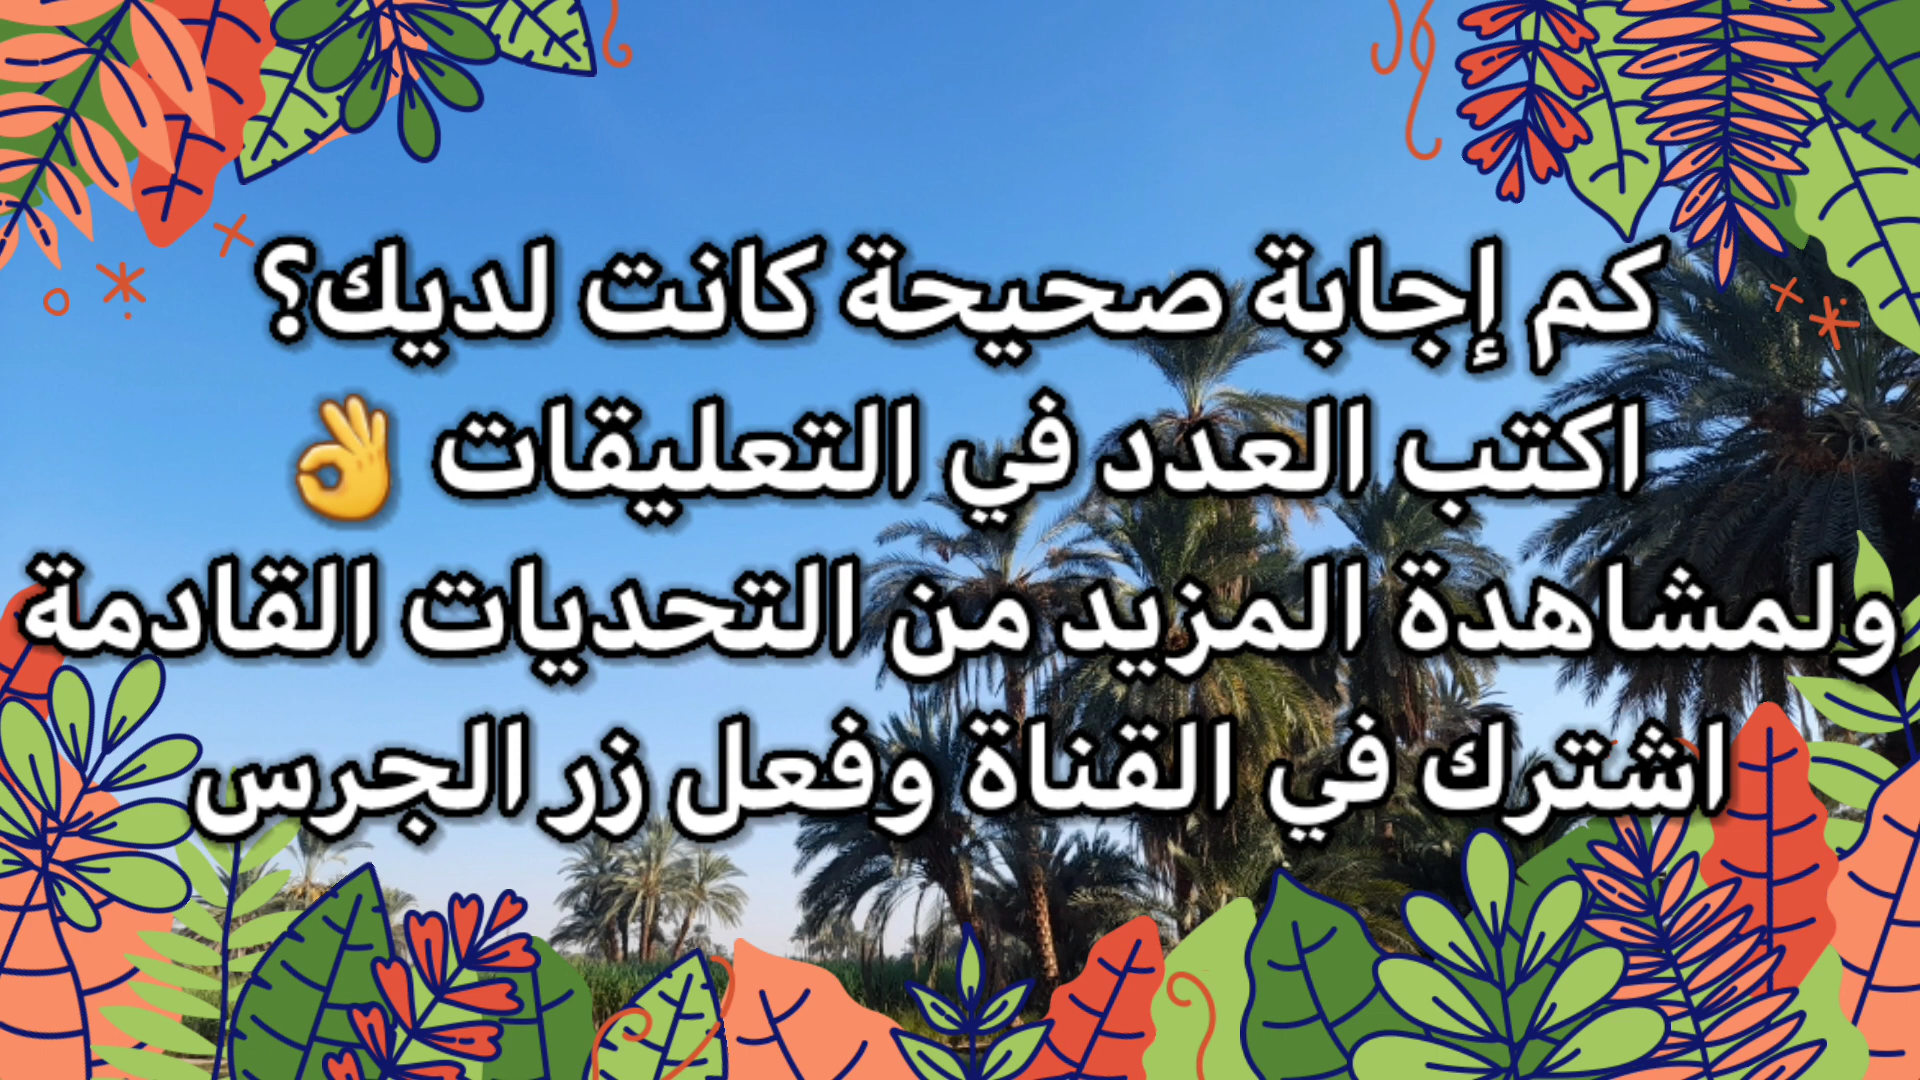 كم إجابة صحيحة كانت لديك؟
اكتب العدد في التعليقات 👌
ولمشاهدة المزيد من التحديات القادمة
اشترك في القناة وفعل زر الجرس